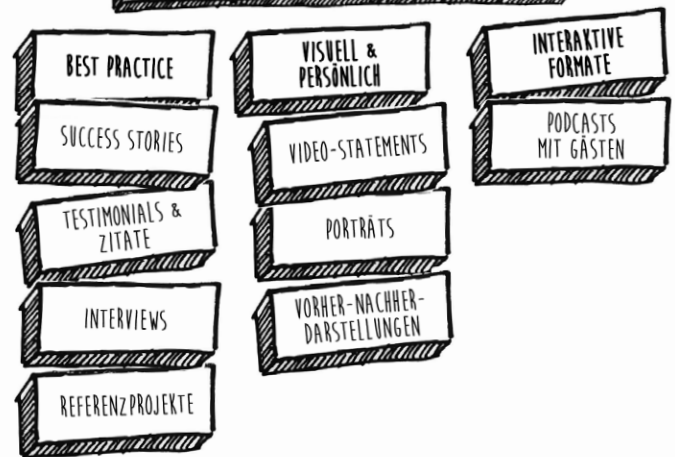 BEST PRACTICE
SUCCESS STORIES
TESTIMONIALS &
ZITATE
INTERVIEWS
REFERENZPROJEKTE
VISUELL &
PERSÖNLICH
VIDEO-STATEMENTS
PORTRÄTS
VORHER-NACHHER-
DARSTELLUNGEN
INTERAKTIVE
FORMATE
PODCASTS
MIT GÄSTEN